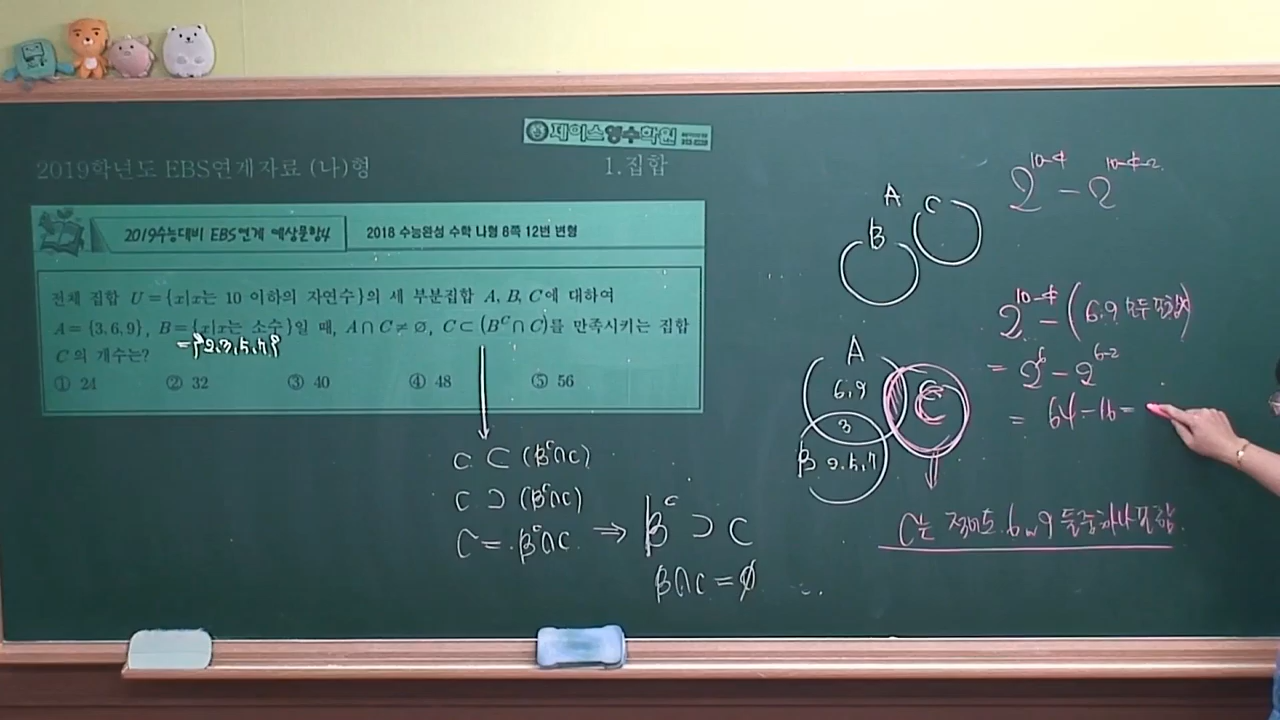 제이스영수학원
2019학년도 EBS연계자료 (나)형
1.집합
2019수능대비 EBS연계 예상문항4
2018 수능완성 수학 나형 8쪽 12번 변형
전체 집합 U={x|x는 10 이하의 자연수}의 세 부분집합 A, B, C에 대하여
A={3,6,9}, B={x|x는 소수}일 때, A∩C≠∅, C⊂(B^C∩C)를 만족시키는 집합
={2,3,5,7}
C의 개수는?
① 24 ② 32 ③ 40 ④ 48 ⑤ 56
C ⊂ (B^C∩C)
C ⊃ (B^C∩C)
C = B^C∩C ⇒ B^C ⊃ C
B∩C=∅
A C
B
A
6,9
3
B 2,5,7
C
2^10-4 - 2^10-4-2
2^10-4 - (6,9 모두 포함X)
= 2^6 - 2^6-2
= 64-16=
C는 적어도 6, 9 둘중하나 포함